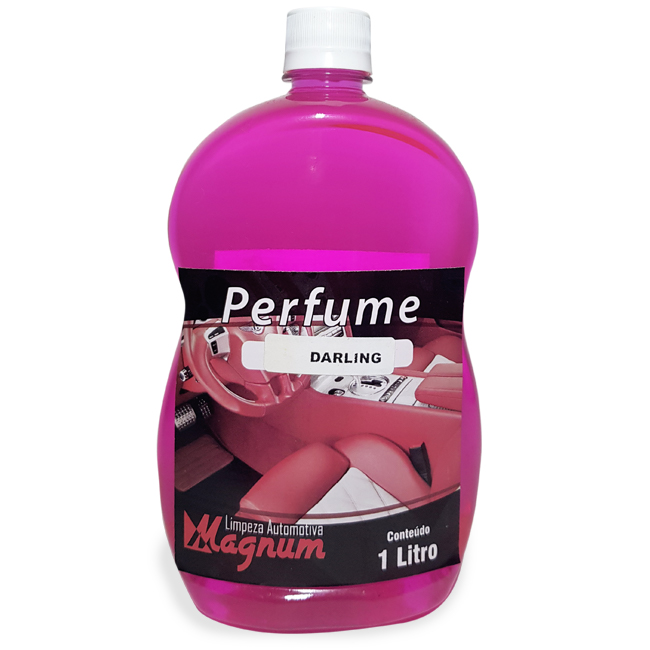 Perfume
DARLING
Limpeza Automotiva
Magnum
Conteúdo
1 Litro